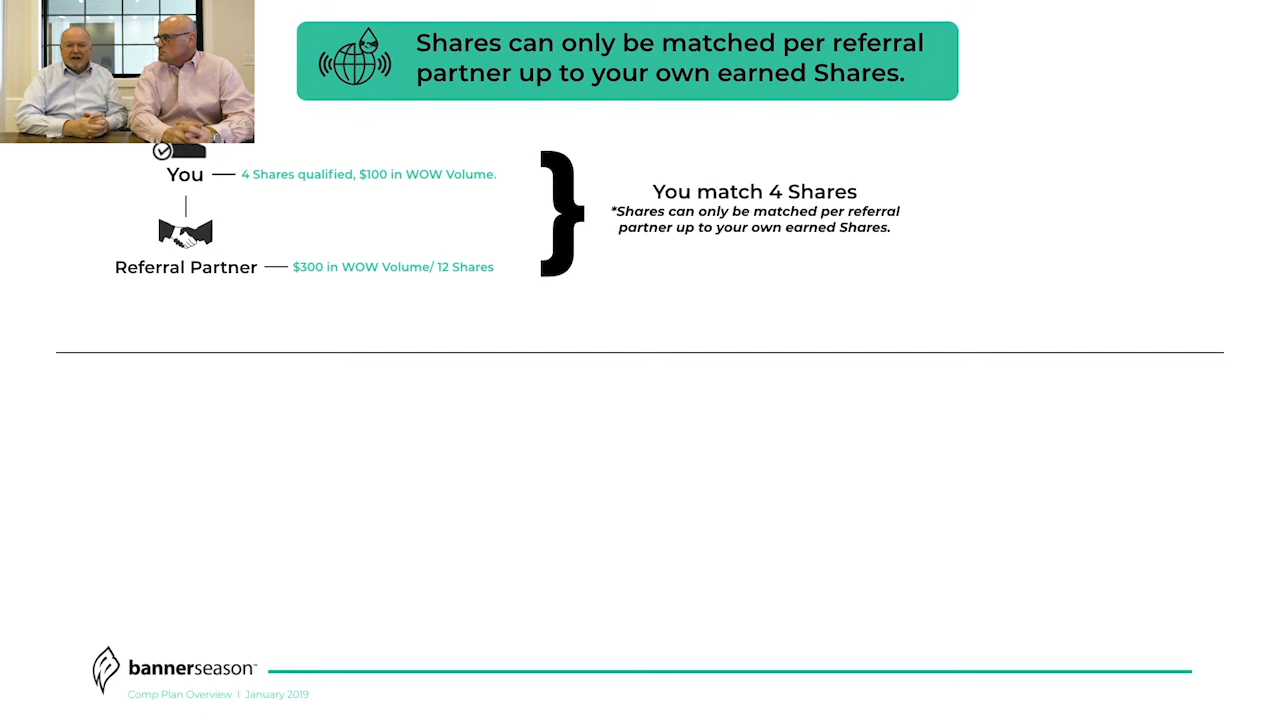 Shares can only be matched per referral
partner up to your own earned Shares.
You
4 Shares qualified, $100 in WOW Volume.
Referral Partner
$300 in WOW Volume/ 12 Shares
You match 4 Shares
*Shares can only be matched per referral
partner up to your own earned Shares.
bannerseason™
Comp Plan Overview I January 2019